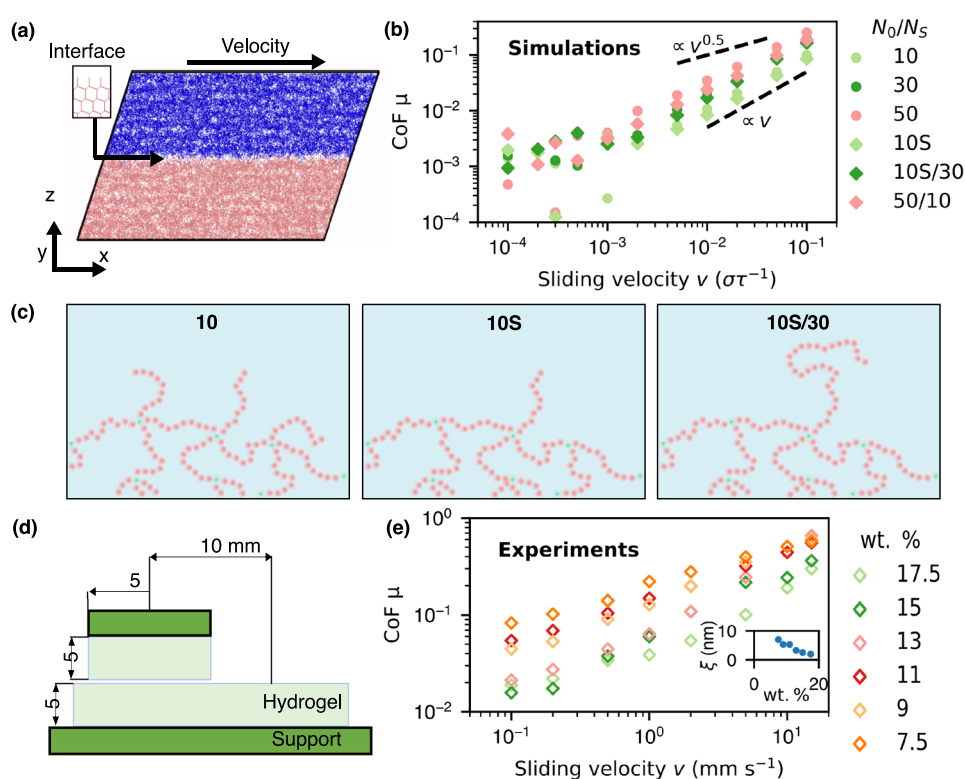 (a)
Interface
Velocity
z
y
x
(b)
Simulations
∝ v^0.5
∝ v
CoF μ
10^−1
10^−2
10^−3
10^−4
10^−4
10^−3
10^−2
10^−1
Sliding velocity v (στ^−1)
N_0/N_S
10
30
50
10S
10S/30
50/10
(c)
10
10S
10S/30
(d)
10 mm
5
5
5
Hydrogel
Support
(e)
Experiments
CoF μ
10^0
10^−1
10^−2
10^−1
10^0
10^1
Sliding velocity v (mm s^−1)
ξ (nm)
10
0
0
20
wt. %
wt. %
17.5
15
13
11
9
7.5